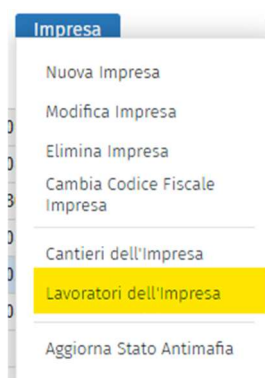 Impresa
Nuova Impresa
Modifica Impresa
Elimina Impresa
Cambia Codice Fiscale
Impresa
Cantieri dell'Impresa
Lavoratori dell'Impresa
Aggiorna Stato Antimafia